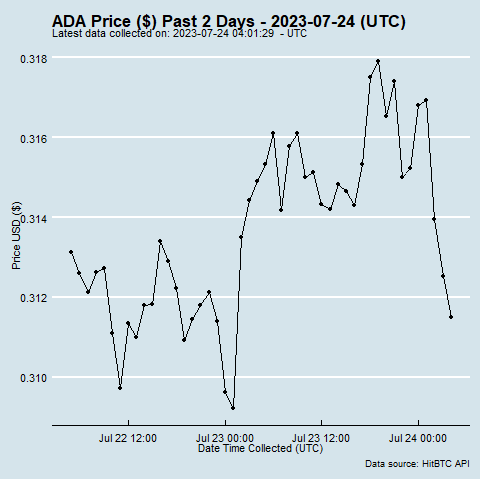 ADA Price ($) Past 2 Days - 2023-07-24 (UTC)
Latest data collected on: 2023-07-24 04:01:29 - UTC
0.318
0.316
0.314
0.312
0.310
Price USD ($)
Jul 22 12:00 Jul 23 00:00 Jul 23 12:00 Jul 24 00:00
Date Time Collected (UTC)
Data source: HitBTC API